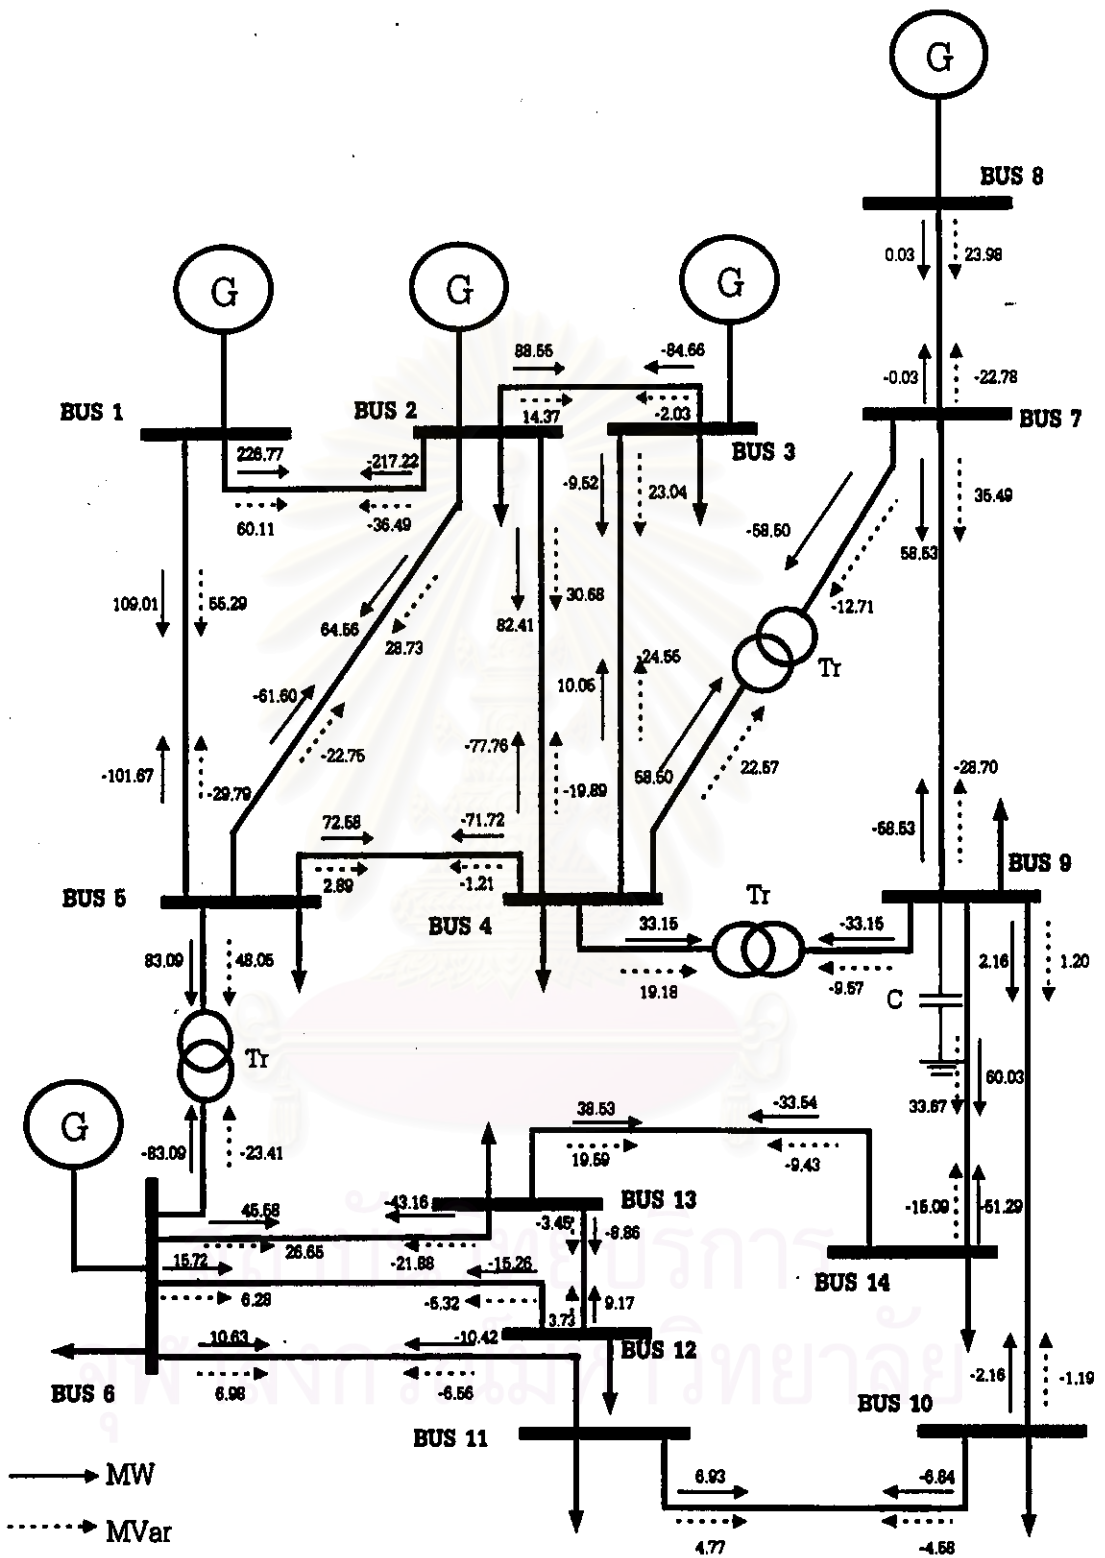 G
BUS 8
0.03 23.98
G G G
88.55 -84.66
-0.03 -22.78
BUS 1 BUS 2 14.37 -2.03 BUS 7
BUS 3
226.77 -217.22
-9.52 23.04 35.49
60.11 -36.49
-58.50 58.53
109.01 55.29 30.68 -12.71
64.56 82.41
28.73
-24.56 Tr
-61.60 10.06
-22.75 -77.76
58.50 22.57 -28.70
-101.67 -29.79 -19.89
72.58 -71.72 -58.53
2.89 -1.21 BUS 9
BUS 5 BUS 4 Tr
33.15 -33.15
83.09 48.05 2.16 1.20
19.18 -9.57
C
Tr
60.03
33.67
G 38.53 -33.54
-83.09 -23.41 19.59 -9.43
45.58 -43.16 BUS 13 -15.09 -51.29
-3.45 -8.86
26.65 -21.88
15.72 -15.26
6.28 -5.32 BUS 14
3.73 9.17
10.63 -10.42 BUS 12
6.98 -6.56 -2.16 -1.19
BUS 6 BUS 10
BUS 11
MW 6.93 -6.84
MVar 4.77 -4.58